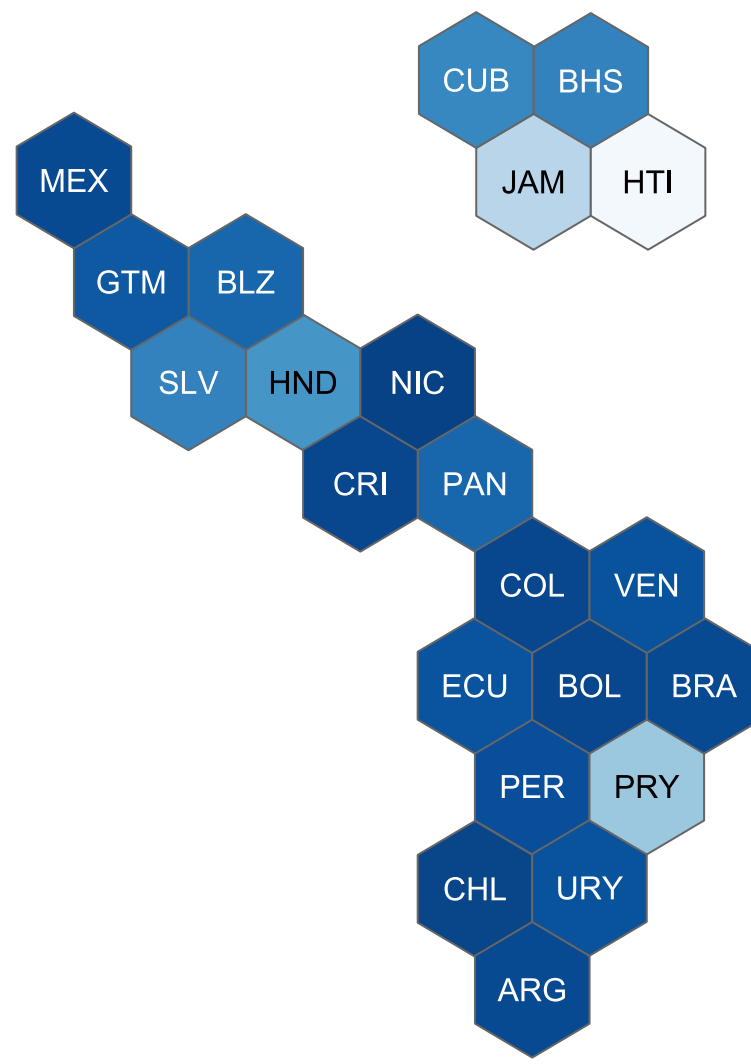 CUB BHS
MEX JAM HTI
GTM BLZ
SLV HND NIC
CRI PAN
COL VEN
ECU BOL BRA
PER PRY
CHL URY
ARG